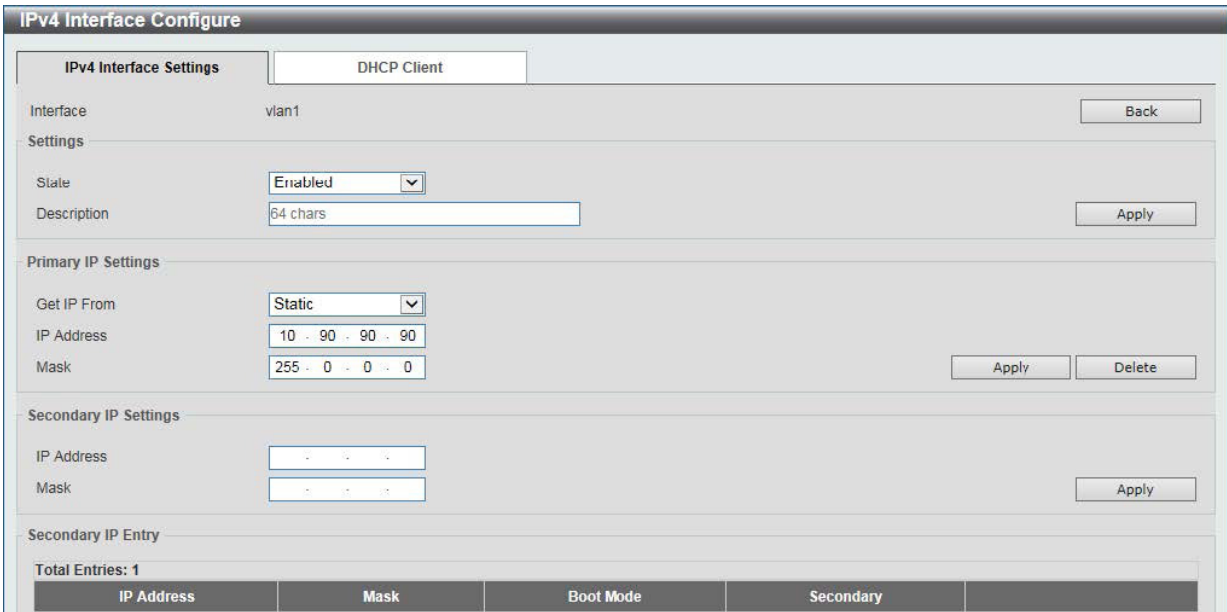 IPv4 Interface Configure
IPv4 Interface Settings DHCP Client
Interface vlan1 Back
Settings
State Enabled
Description 64 chars Apply
Primary IP Settings
Get IP From Static
IP Address 10 . 90 . 90 . 90
Mask 255 . 0 . 0 . 0 Apply Delete
Secondary IP Settings
IP Address . . .
Mask . . . Apply
Secondary IP Entry
Total Entries: 1
IP Address Mask Boot Mode Secondary